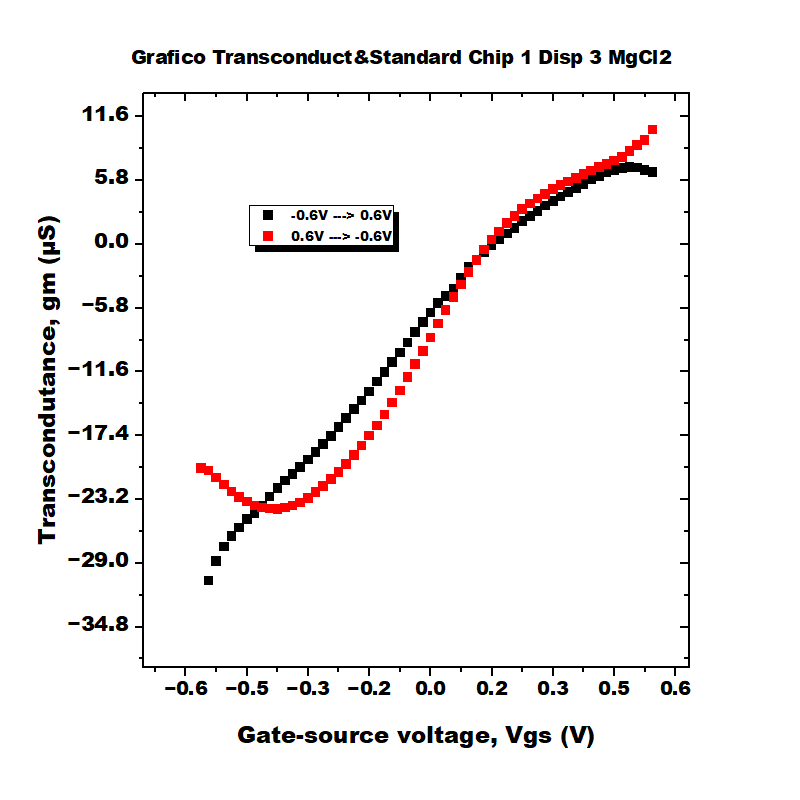 Grafico Transconduct&Standard Chip 1 Disp 3 MgCl2
11.6
5.8
0.0
−5.8
−11.6
−17.4
−23.2
−29.0
−34.8
-0.6V ---> 0.6V
0.6V ---> -0.6V
Transcondutance, gm (µS)
−0.6 −0.5 −0.3 −0.2 0.0 0.2 0.3 0.5 0.6
Gate-source voltage, Vgs (V)